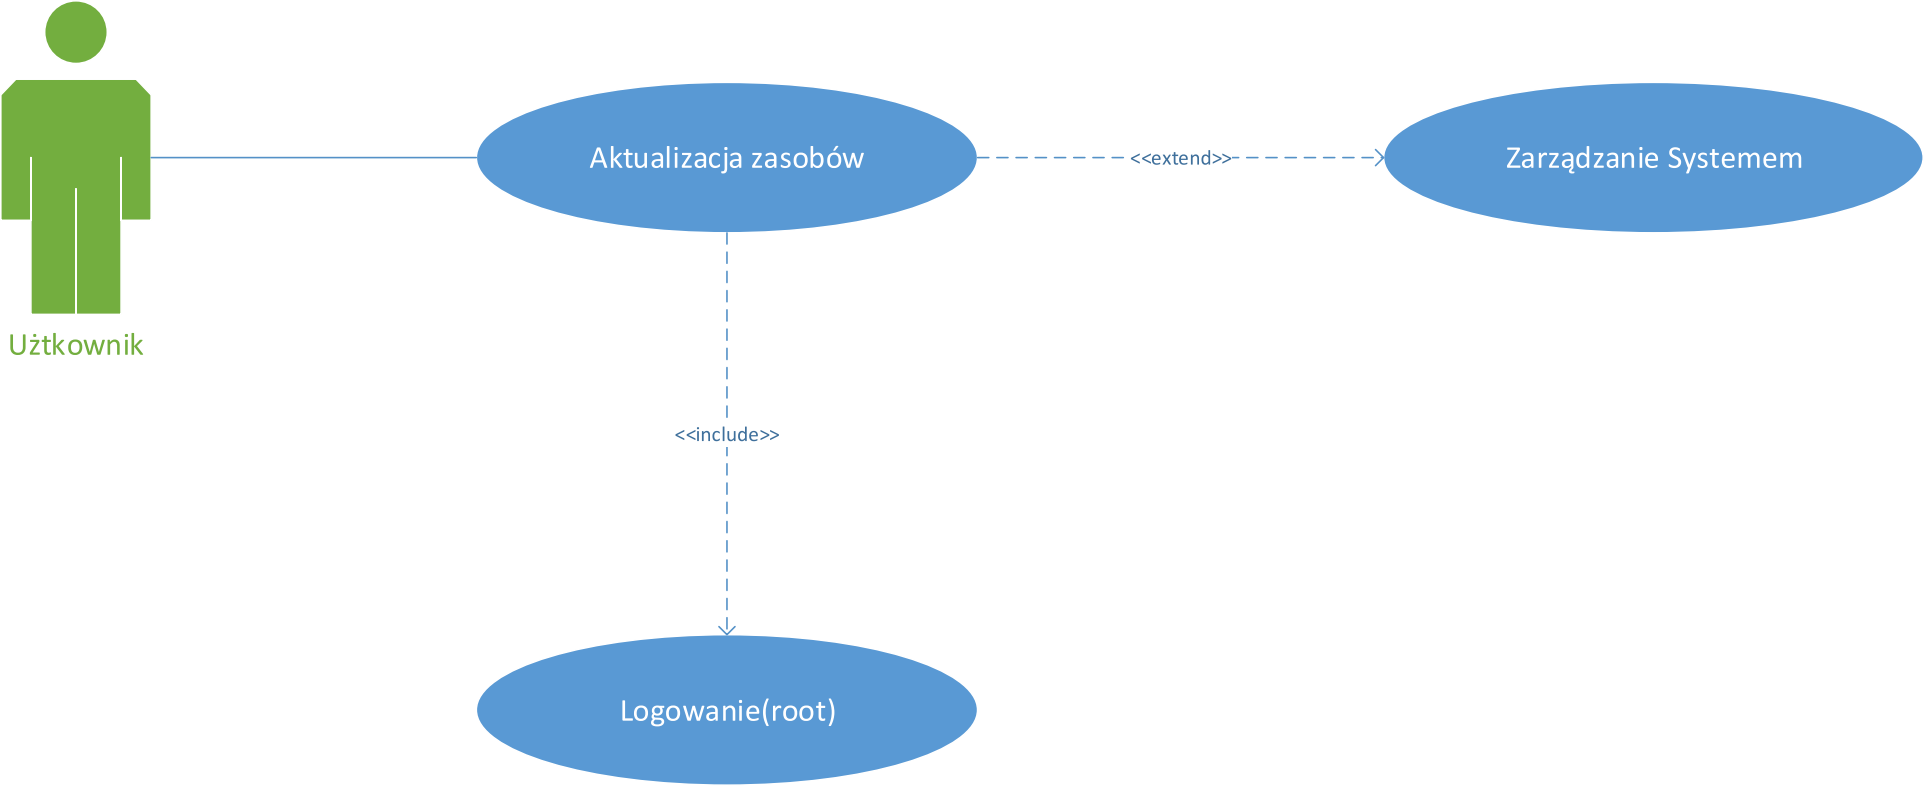 Aktualizacja zasobów
<<extend>>
Zarządzanie Systemem
Użtkownik
<<include>>
Logowanie(root)